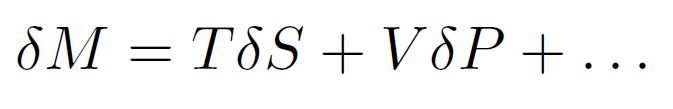 δM = TδS + VδP + …